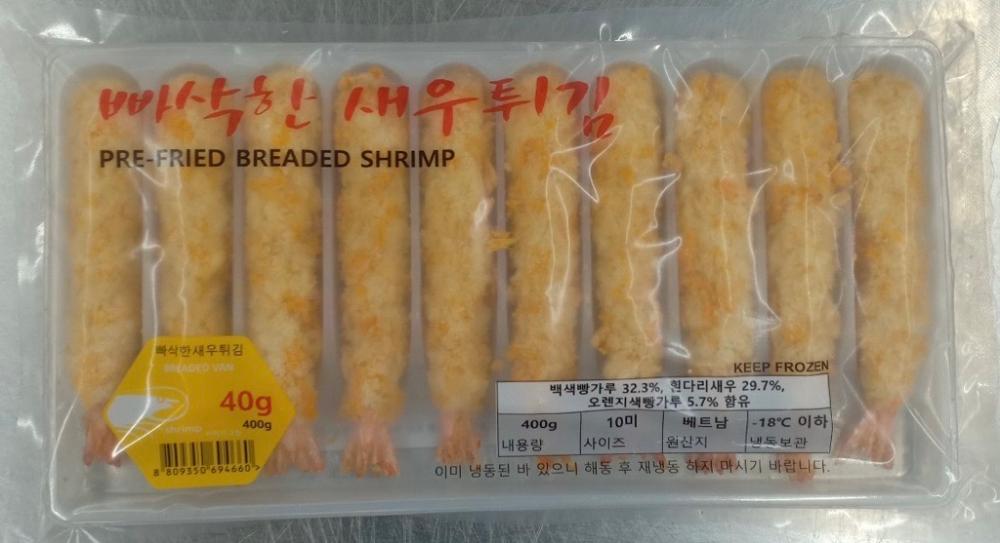 빠삭한 새우튀김
PRE-FRIED BREADED SHRIMP
빠삭한새우튀김
BREADED VAN
40g
400g
shrimp
8 809350 694660 >
KEEP FROZEN
백색빵가루 32.3%, 흰다리새우 29.7%,
오렌지색빵가루 5.7% 함유
400g 10미 베트남 -18℃ 이하
내용량 사이즈 원산지 냉동보관
이미 냉동된 바 있으니 해동 후 재냉동 하지 마시기 바랍니다.